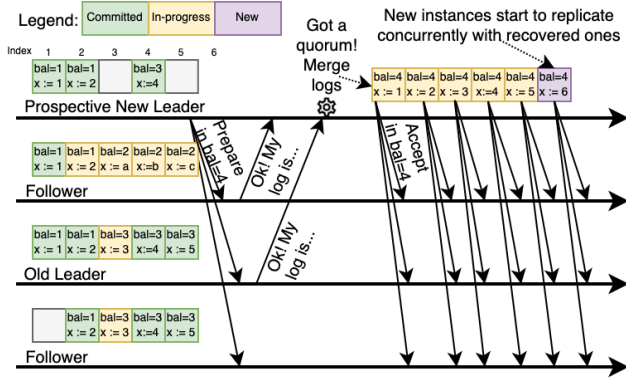 Legend: Committed In-progress New
Index 1 2 3 4 5 6
bal=1 bal=1 bal=3
x := 1 x := 2 x :=4
Prospective New Leader
Got a
quorum!
Merge
logs
New instances start to replicate
concurrently with recovered ones
bal=4 bal=4 bal=4 bal=4 bal=4 bal=4
x := 1 x := 2 x := 3 x :=4 x := 5 x := 6
Prepare
in bal=4
Ok! My
log is...
Ok! My
log is...
Accept
in bal=4
bal=1 bal=2 bal=2 bal=2 bal=2
x := 1 x := 2 x := a x :=b x := c
Follower
bal=1 bal=1 bal=3 bal=3 bal=3
x := 1 x := 2 x := 3 x :=4 x := 5
Old Leader
bal=1 bal=3 bal=3 bal=3
x := 2 x := 3 x :=4 x := 5
Follower